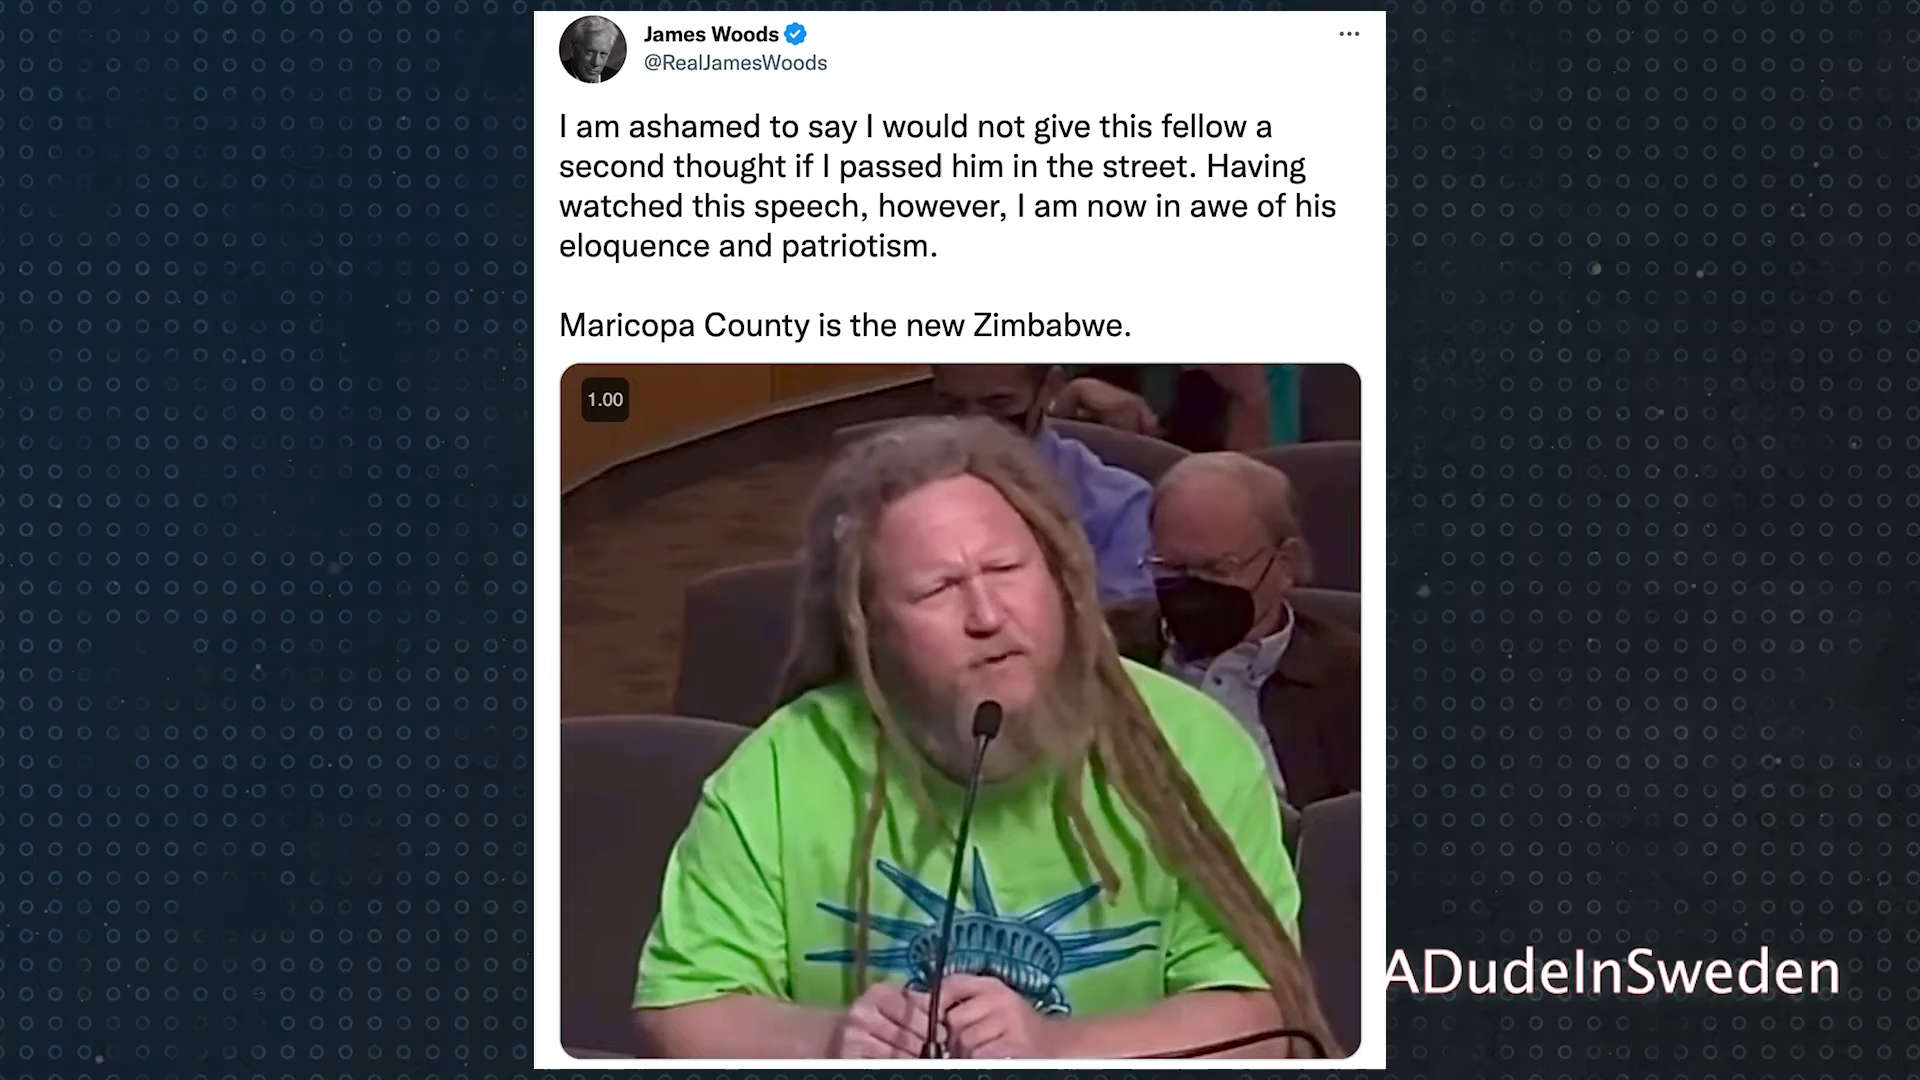 James Woods
@RealJamesWoods
I am ashamed to say I would not give this fellow a
second thought if I passed him in the street. Having
watched this speech, however, I am now in awe of his
eloquence and patriotism.
Maricopa County is the new Zimbabwe.
1.00
ADudeInSweden